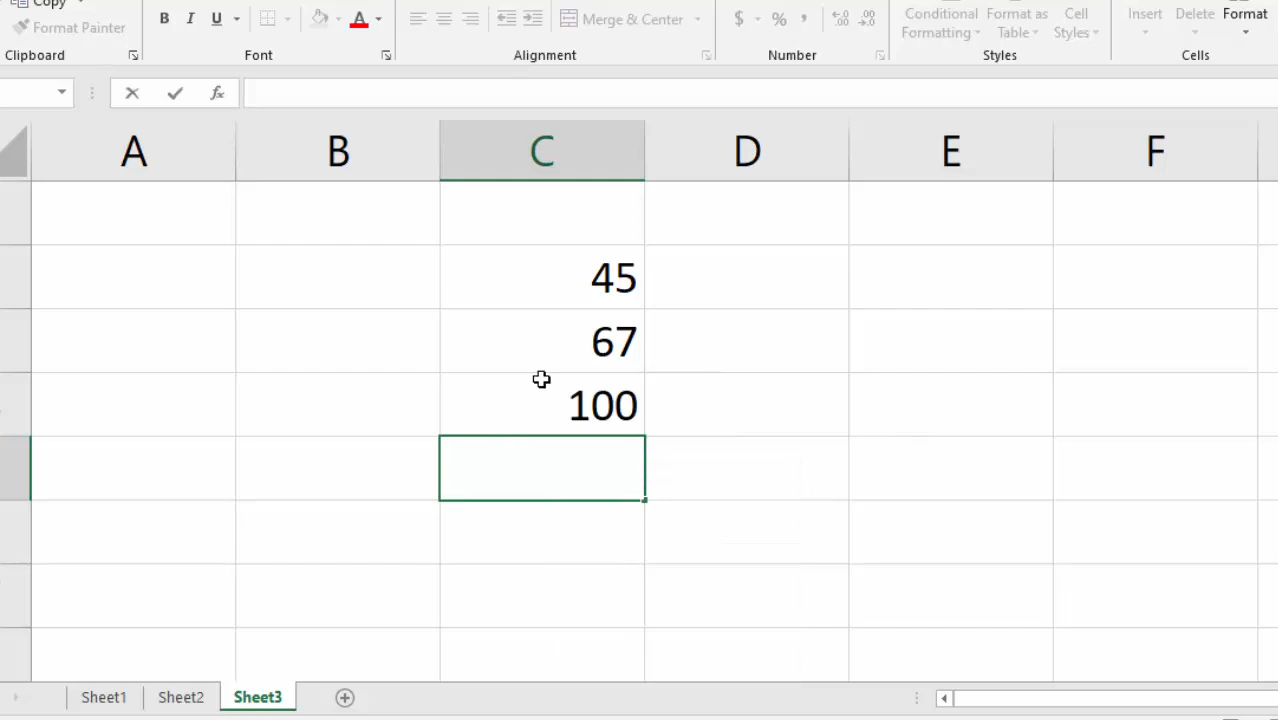 Copy
Format Painter
B I U A
Merge & Center
$ %
Conditional Formatting
Format as Table
Cell Styles
Insert Delete Format
Clipboard Font Alignment Number Styles Cells
fx
A B C D E F
45
67
100
Sheet1 Sheet2 Sheet3